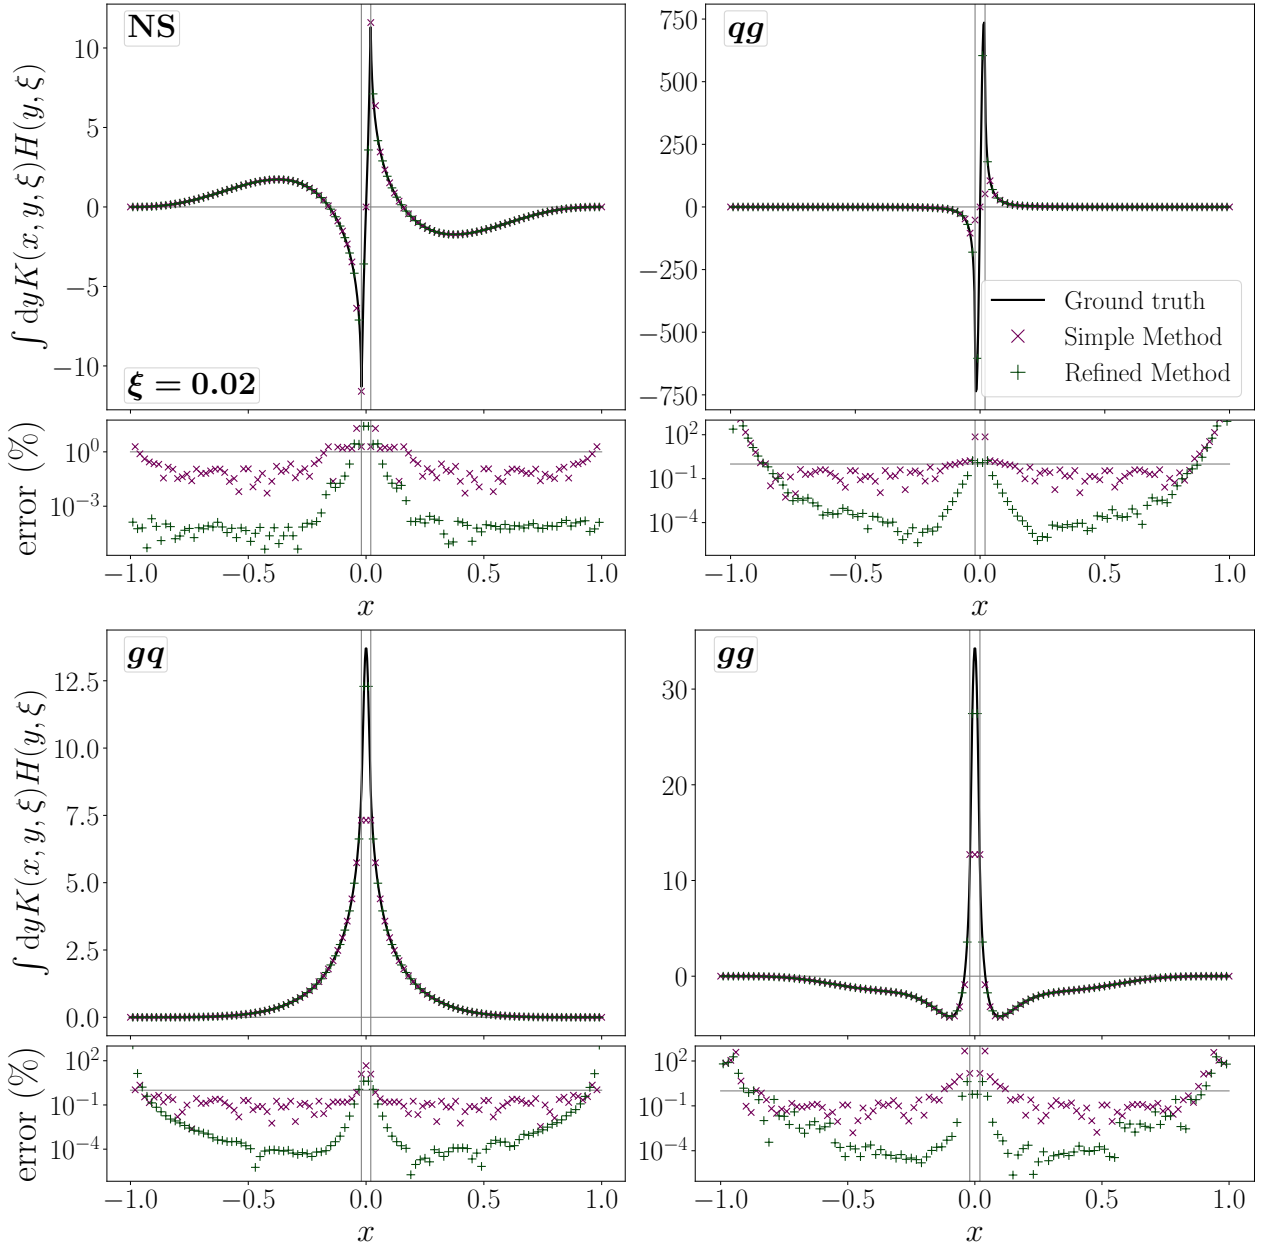 NS
∫ dyK(x, y, ξ)H(y, ξ)
10
5
0
−5
−10
ξ = 0.02
error (%)
10^0
10^−3
−1.0 −0.5 0.0 0.5 1.0
x
qg
750
500
250
0
−250
−500
−750
Ground truth
Simple Method
Refined Method
10^2
10^−1
10^−4
−1.0 −0.5 0.0 0.5 1.0
x
gq
∫ dyK(x, y, ξ)H(y, ξ)
12.5
10.0
7.5
5.0
2.5
0.0
error (%)
10^2
10^−1
10^−4
−1.0 −0.5 0.0 0.5 1.0
x
gg
30
20
10
0
10^2
10^−1
10^−4
−1.0 −0.5 0.0 0.5 1.0
x